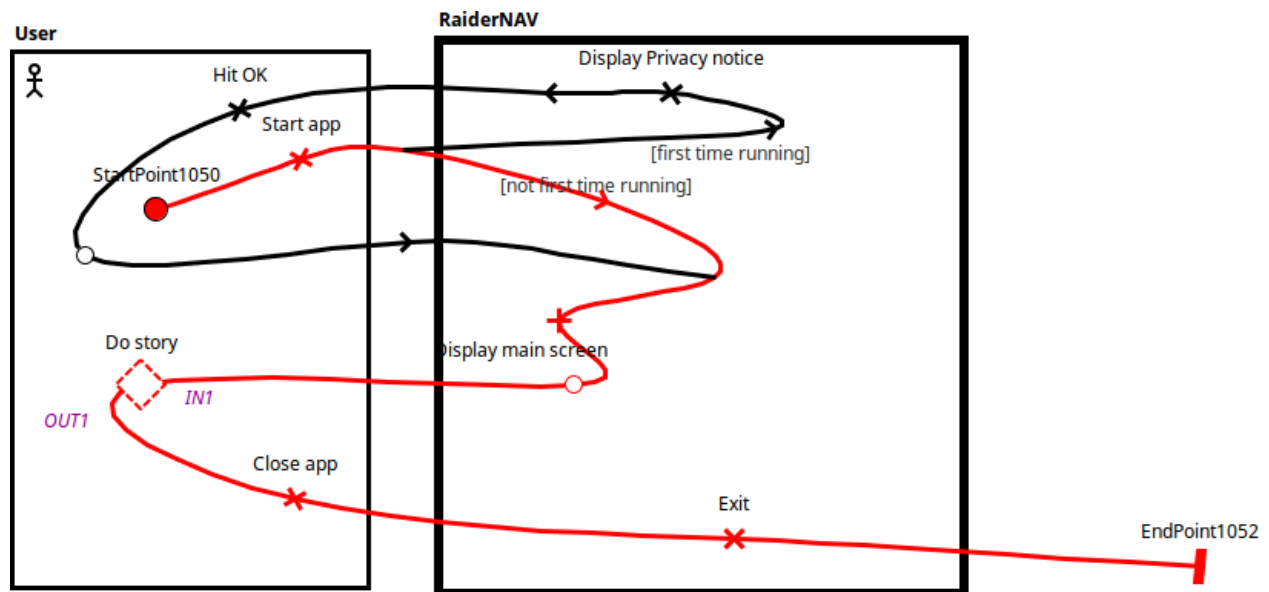 RaiderNAV
User
Display Privacy notice
Hit OK
Start app
[first time running]
StartPoint1050
[not first time running]
Do story
Display main screen
IN1
OUT1
Close app
Exit
EndPoint1052